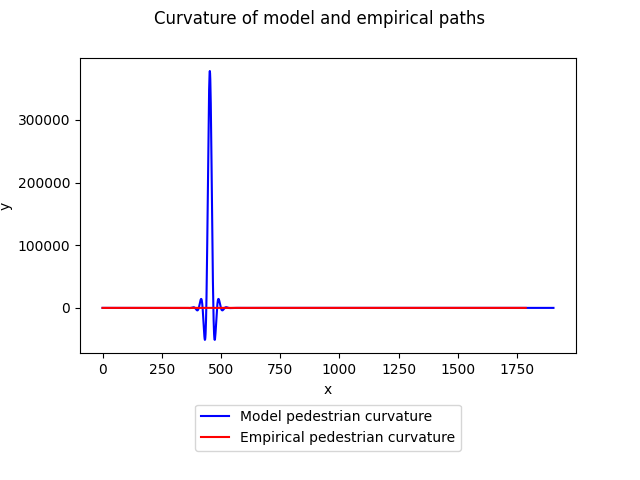 Curvature of model and empirical paths
300000
200000
100000
0
y
0 250 500 750 1000 1250 1500 1750
x
Model pedestrian curvature
Empirical pedestrian curvature